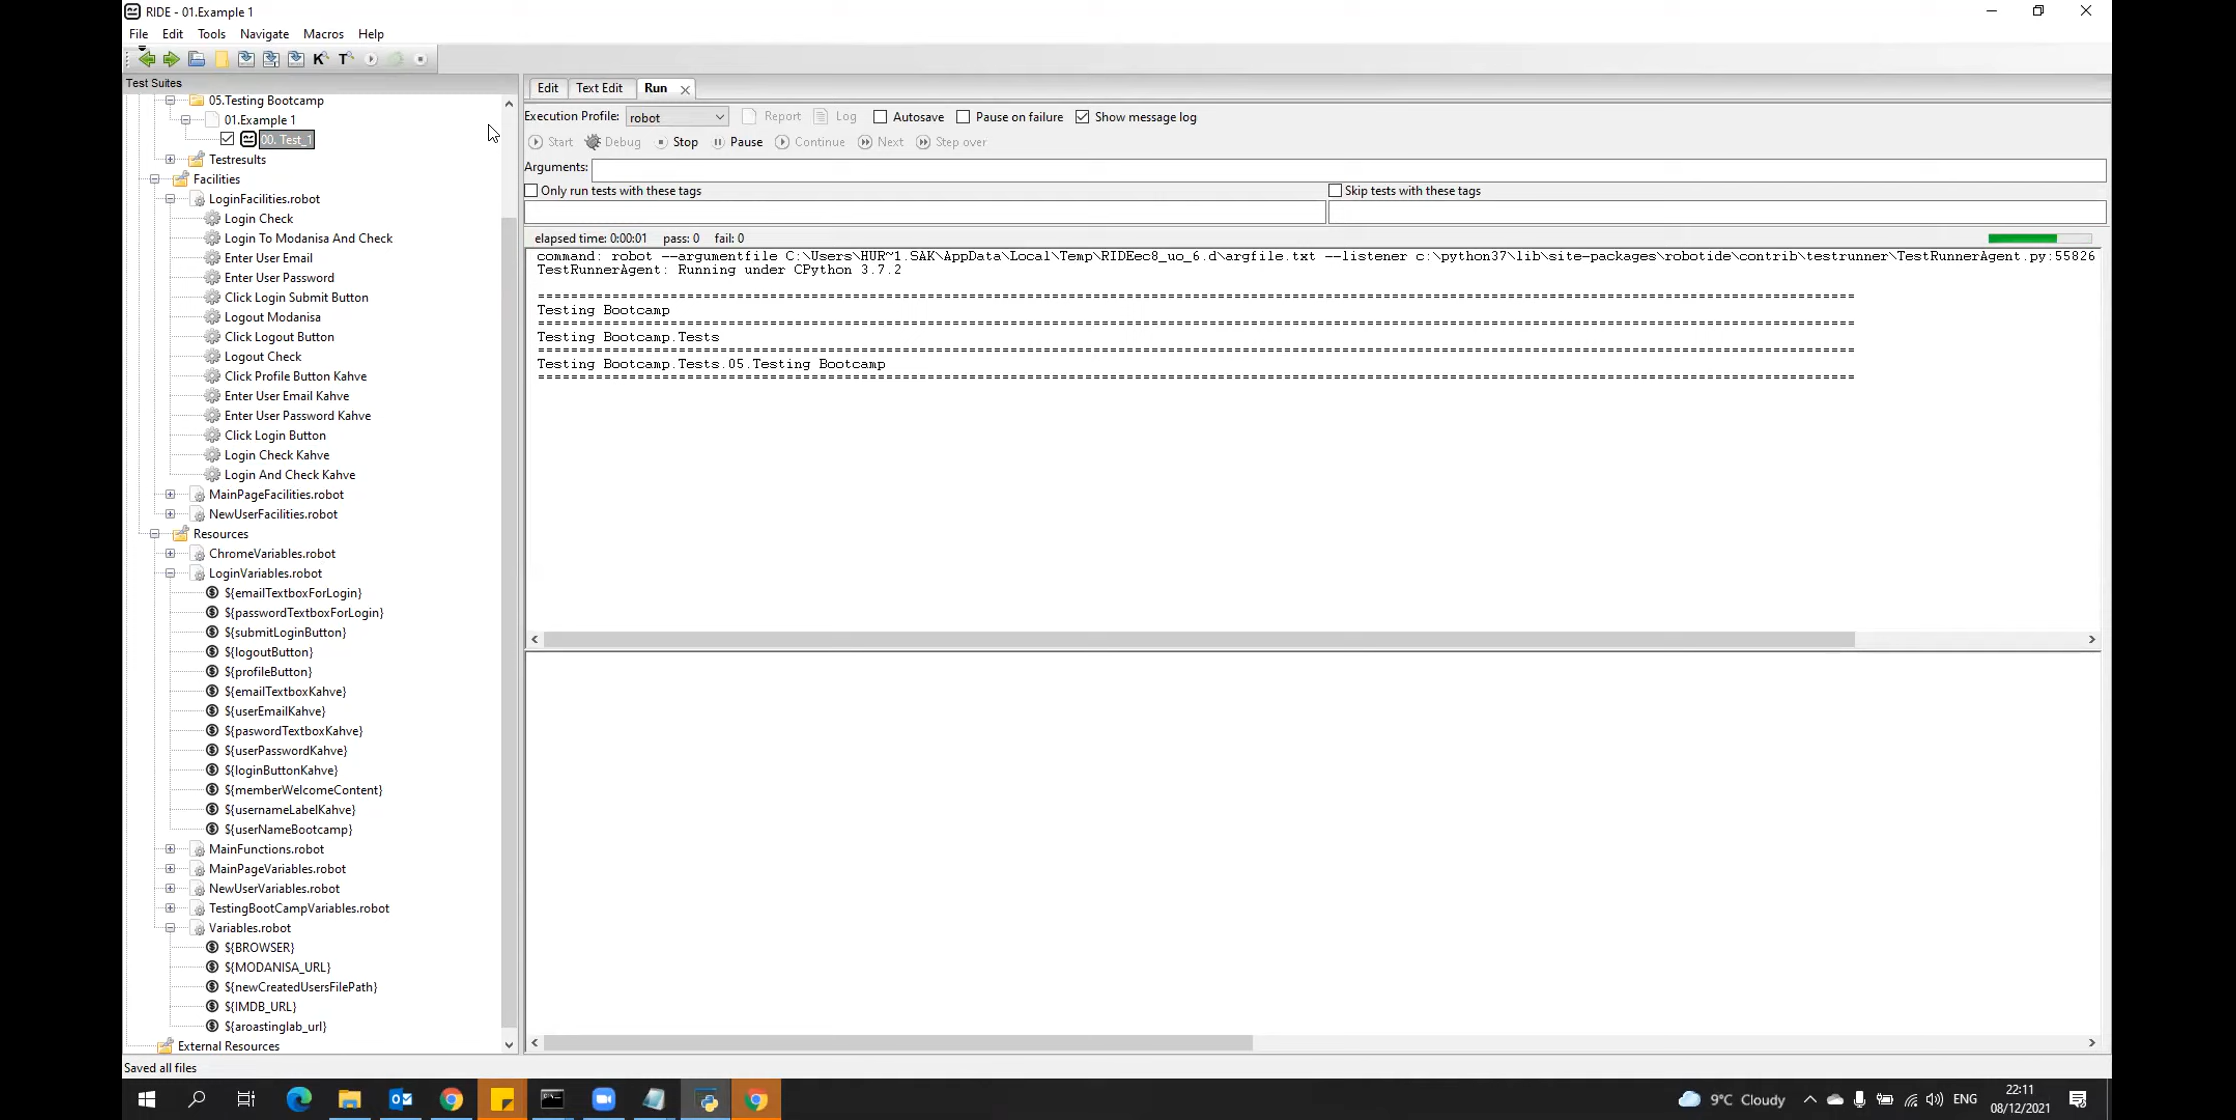 RIDE - 01.Example 1
File Edit Tools Navigate Macros Help
Test Suites
05.Testing Bootcamp
01.Example 1
00. Test_1
Testresults
Facilities
LoginFacilities.robot
Login Check
Login To Modanisa And Check
Enter User Email
Enter User Password
Click Login Submit Button
Logout Modanisa
Click Logout Button
Logout Check
Click Profile Button Kahve
Enter User Email Kahve
Enter User Password Kahve
Click Login Button
Login Check Kahve
Login And Check Kahve
MainPageFacilities.robot
NewUserFacilities.robot
Resources
ChromeVariables.robot
LoginVariables.robot
${emailTextboxForLogin}
${passwordTextboxForLogin}
${submitLoginButton}
${logoutButton}
${profileButton}
${emailTextboxKahve}
${userEmailKahve}
${paswordTextboxKahve}
${userPasswordKahve}
${loginButtonKahve}
${memberWelcomeContent}
${usernameLabelKahve}
${userNameBootcamp}
MainFunctions.robot
MainPageVariables.robot
NewUserVariables.robot
TestingBootCampVariables.robot
Variables.robot
${BROWSER}
${MODANISA_URL}
${newCreatedUsersFilePath}
${IMDB_URL}
${aroastinglab_url}
External Resources
Saved all files
Edit Text Edit Run
Execution Profile: robot Report Log Autosave Pause on failure Show message log
Start Debug Stop Pause Continue Next Step over
Arguments:
Only run tests with these tags Skip tests with these tags
elapsed time: 0:00:01 pass: 0 fail: 0
command: robot --argumentfile C:\Users\HUR~1.SAK\AppData\Local\Temp\RIDEec8_uo_6.d\argfile.txt --listener c:\python37\lib\site-packages\robotide\contrib\testrunner\TestRunnerAgent.py:55826
TestRunnerAgent: Running under CPython 3.7.2
Testing Bootcamp
Testing Bootcamp.Tests
Testing Bootcamp.Tests.05.Testing Bootcamp
9°C Cloudy ENG
22:11
08/12/2021